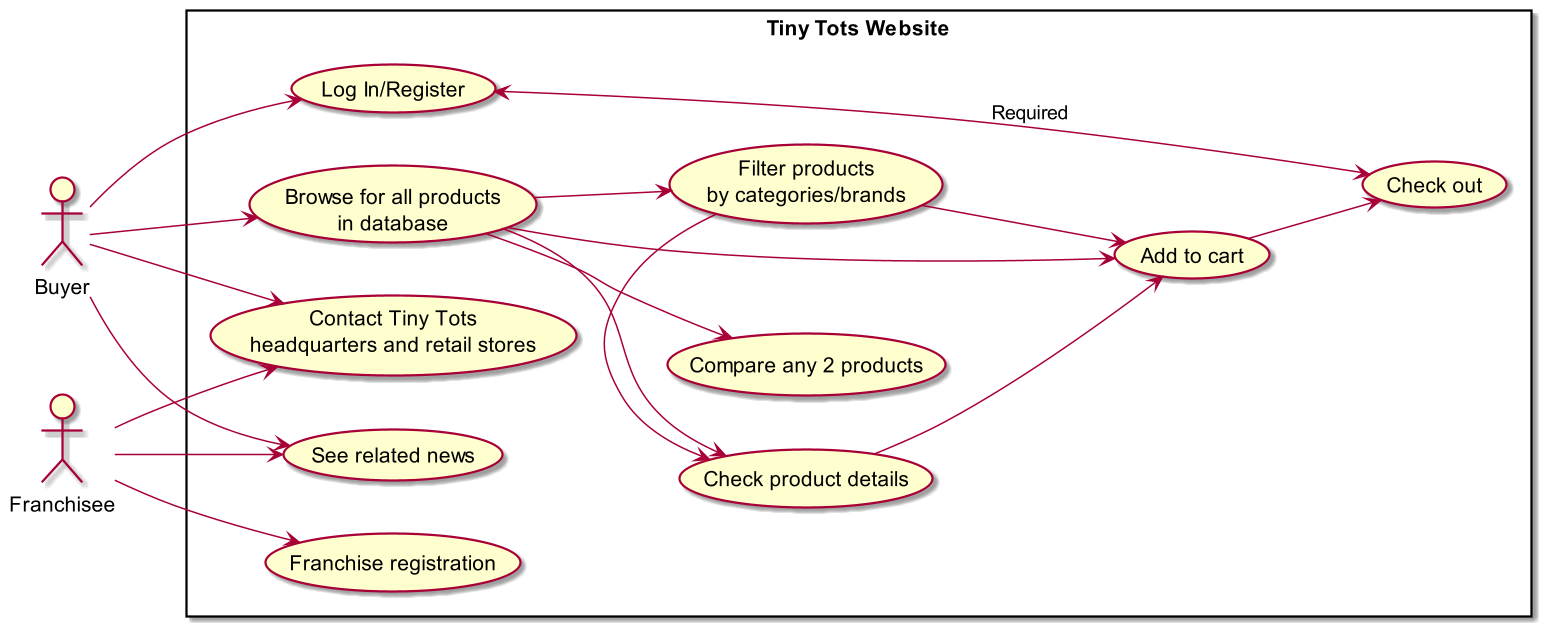 Tiny Tots Website
Log In/Register
Required
Filter products
by categories/brands
Check out
Browse for all products
in database
Add to cart
Buyer
Contact Tiny Tots
headquarters and retail stores
Compare any 2 products
See related news
Check product details
Franchisee
Franchise registration